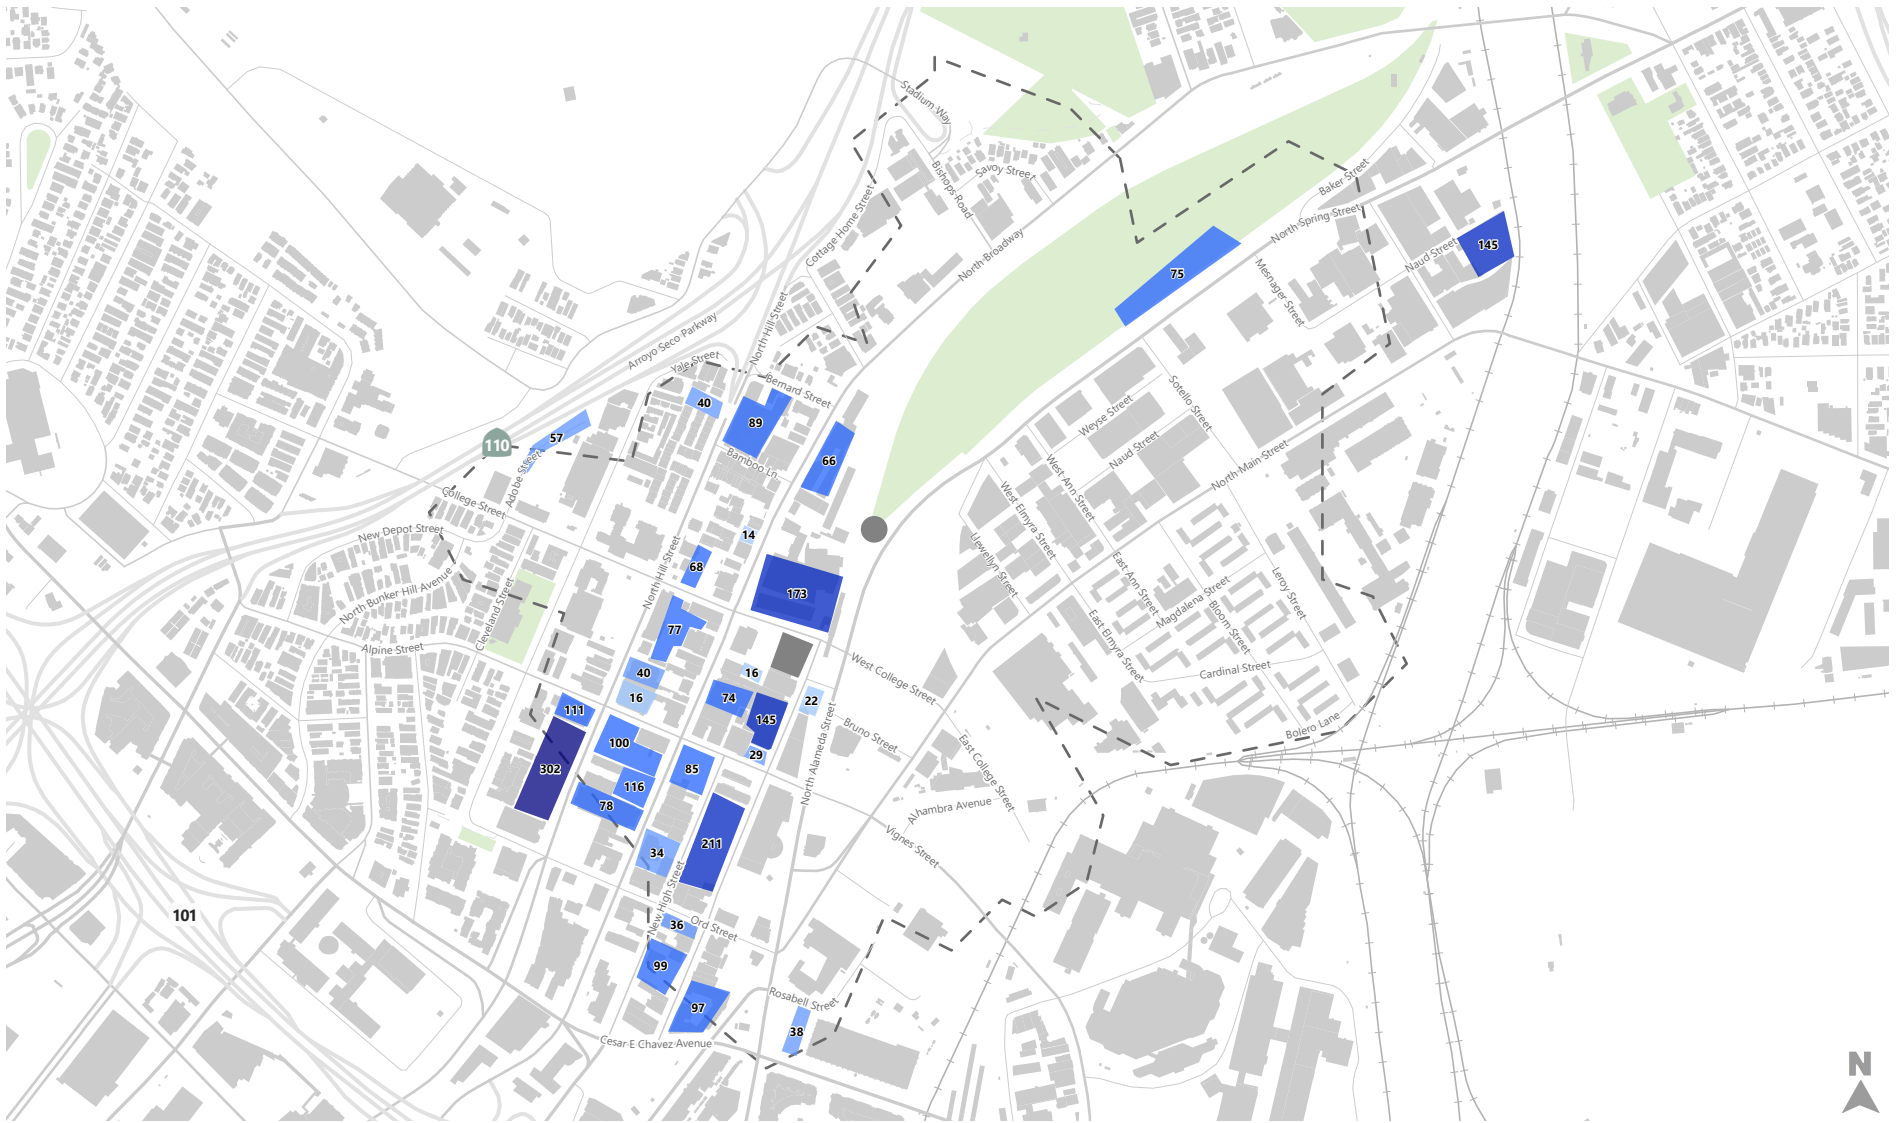 Stadium Way
Savoy Street
Bishops Road
Baker Street
Cottage Home Street
North Spring Street
North Broadway
Naud Street
145
75
Mesnager Street
North Hill Street
Arroyo Seco Parkway
Yale Street
Bernard Street
Sotello Street
40
89
Weyse Street
57
110
66
Naud Street
Bamboo Ln
North Main Street
Adobe Street
College Street
West Ann Street
West Elmyra Street
New Depot Street
14
68
North Hill Street
Llewellyn Street
173
North Bunker Hill Avenue
East Ann Street
Magdalena Street
Leroy Street
Cleveland Street
77
Bloom Street
East Elmyra Street
Alpine Street
40
16
West College Street
Cardinal Street
16
74
22
111
145
Bruno Street
Bolero Lane
100
29
North Alameda Street
East College Street
302
85
116
78
Alhambra Avenue
211
34
Vignes Street
New High Street
101
36
Ord Street
99
97
Rosabell Street
38
Cesar E Chavez Avenue
N